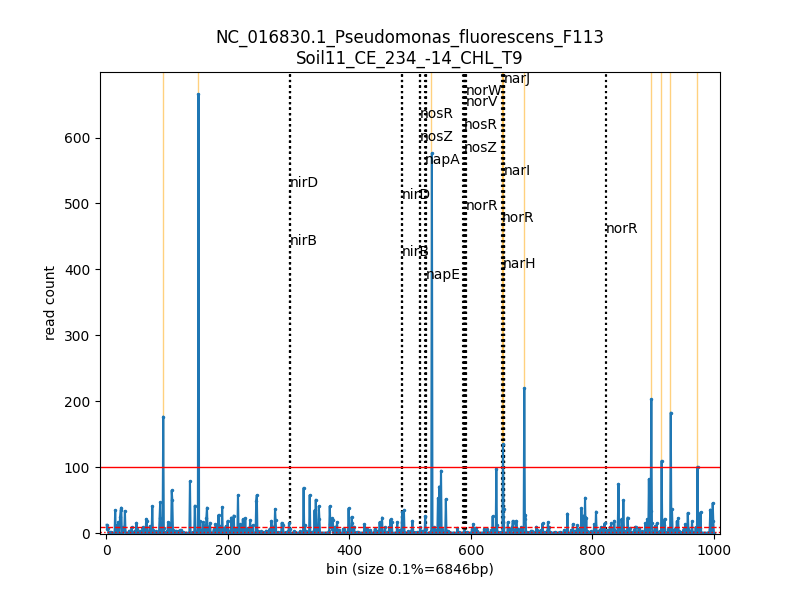 NC_016830.1_Pseudomonas_fluorescens_F113
Soil11_CE_234_-14_CHL_T9
narJ
norW
norV
nosR
nosR
nosZ
nosZ
napA
narI
nirD
nirD
norR
norR
norR
nirB
nirB
narH
napE
600
500
400
300
200
100
0
read count
0 200 400 600 800 1000
bin (size 0.1%=6846bp)